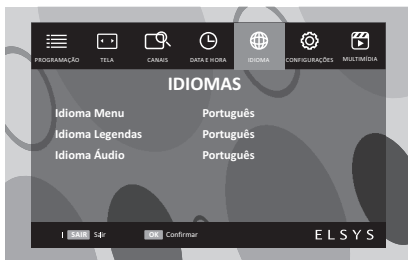 PROGRAMAÇÃO TELA CANAIS DATA E HORA IDIOMA CONFIGURAÇÕES MULTIMÍDIA
IDIOMAS
Idioma Menu Português
Idioma Legendas Português
Idioma Áudio Português
SAIR Sair OK Confirmar ELSYS